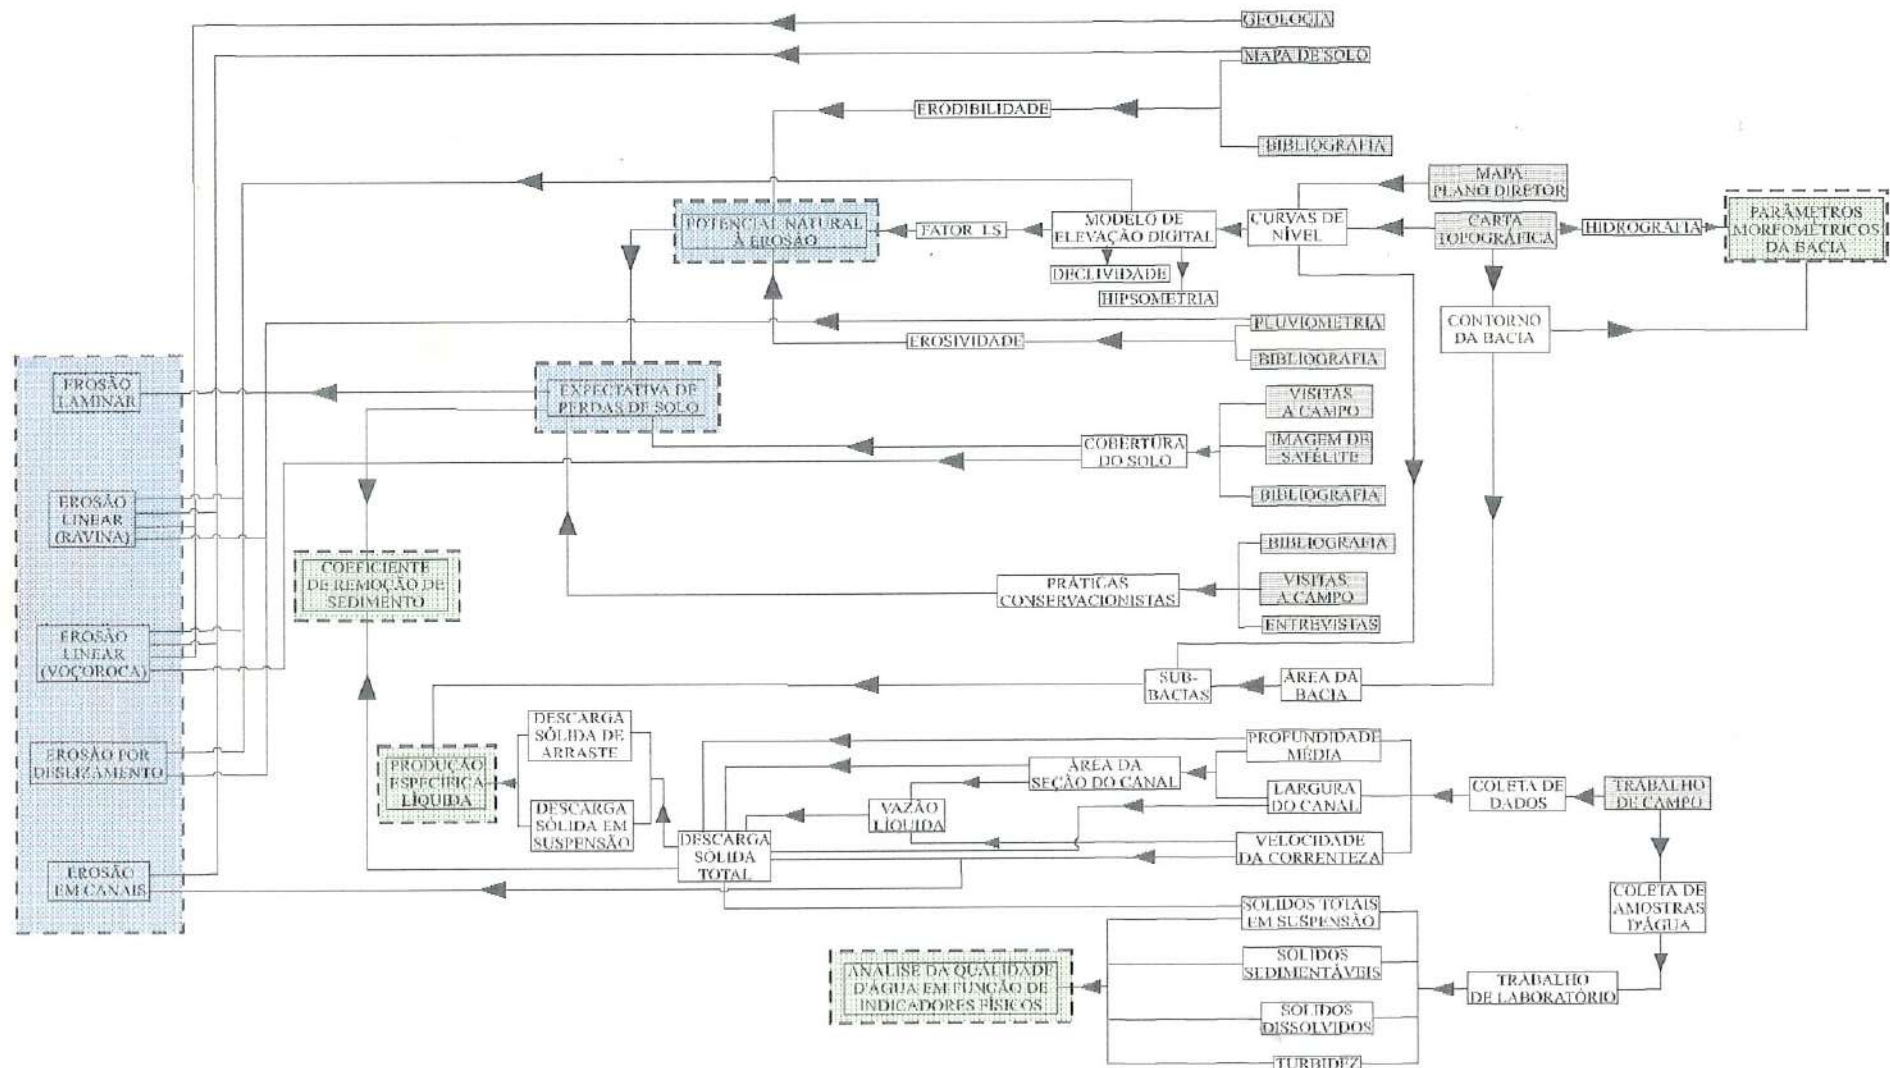 GEOLOGIA
MAPA DE SOLO
ERODIBILIDADE
BIBLIOGRAFIA
MAPA
PLANO DIRETOR
POTENCIAL NATURAL
À EROSÃO
FATOR LS
MODELO DE
ELEVAÇÃO DIGITAL
CURVAS DE
NÍVEL
CARTA
TOPOGRÁFICA
HIDROGRAFIA
PARÂMETROS
MORFOMÉTRICOS
DA BACIA
DECLIVIDADE
HIPSOMETRIA
PLUVIOMETRIA
EROSIVIDADE
BIBLIOGRAFIA
CONTORNO
DA BACIA
EROSÃO
LAMINAR
EXPECTATIVA DE
PERDAS DE SOLO
VISITAS
A CAMPO
COBERTURA
DO SOLO
IMAGEM DE
SATÉLITE
BIBLIOGRAFIA
EROSÃO
LINEAR
(RAVINA)
COEFICIENTE
DE REMOÇÃO DE
SEDIMENTO
BIBLIOGRAFIA
PRÁTICAS
CONSERVACIONISTAS
VISITAS
A CAMPO
ENTREVISTAS
EROSÃO
LINEAR
(VOÇOROCA)
SUB-
BACIAS
ÁREA DA
BACIA
EROSÃO POR
DESLIZAMENTO
PRODUÇÃO
ESPECÍFICA
LÍQUIDA
DESCARGA
SÓLIDA DE
ARRASTE
DESCARGA
SÓLIDA EM
SUSPENSÃO
PROFUNDIDADE
MÉDIA
ÁREA DA
SEÇÃO DO CANAL
LARGURA
DO CANAL
COLETA DE
DADOS
TRABALHO
DE CAMPO
VAZÃO
LÍQUIDA
DESCARGA
SÓLIDA
TOTAL
VELOCIDADE
DA CORRENTEZA
EROSÃO
EM CANAIS
SOLIDOS TOTAIS
EM SUSPENSÃO
COLETA DE
AMOSTRAS
D'ÁGUA
ANÁLISE DA QUALIDADE
D'ÁGUA EM FUNÇÃO DE
INDICADORES FÍSICOS
SOLIDOS
SEDIMENTÁVEIS
TRABALHO
DE LABORATÓRIO
SOLIDOS
DISSOLVIDOS
TURBIDEZ